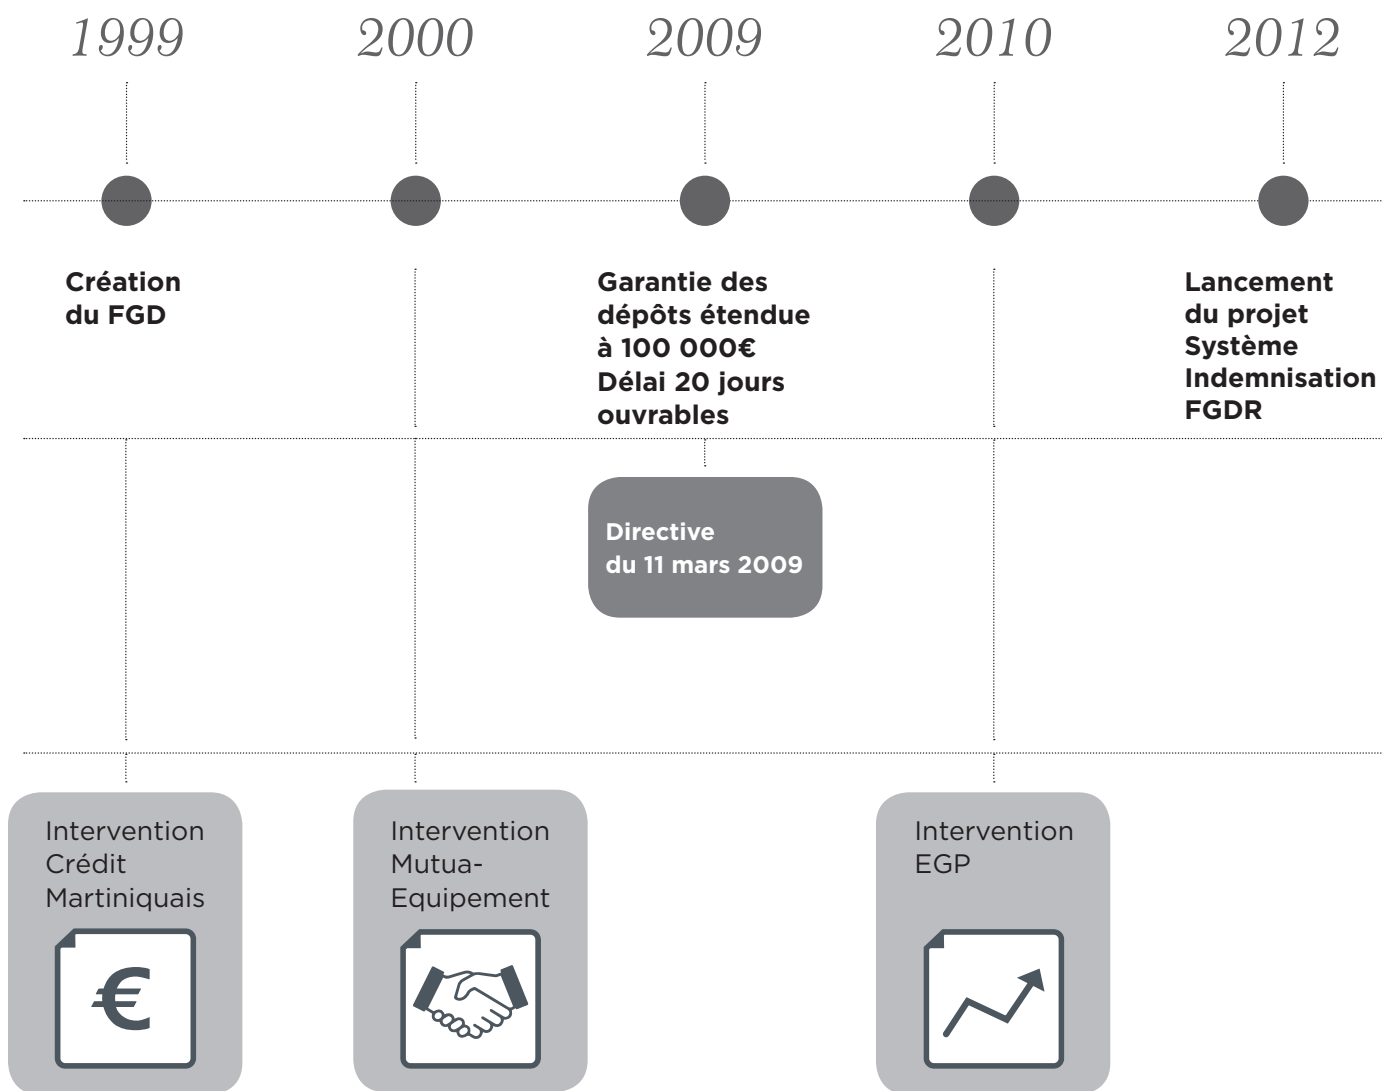 1999
2000
2009
2010
2012
Création
du FGD
Garantie des
dépôts étendue
à 100 000€
Délai 20 jours
ouvrables
Lancement
du projet
Système
Indemnisation
FGDR
Directive
du 11 mars 2009
Intervention
Crédit
Martiniquais
€
Intervention
Mutua-
Equipement
Intervention
EGP